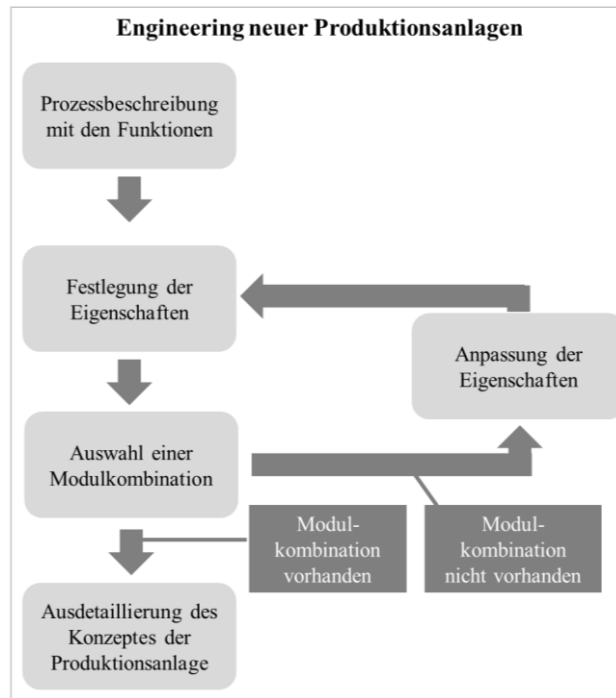 Engineering neuer Produktionsanlagen
Prozessbeschreibung
mit den Funktionen
Festlegung der
Eigenschaften
Anpassung der
Eigenschaften
Auswahl einer
Modulkombination
Modul-
kombination
vorhanden
Modul-
kombination
nicht vorhanden
Ausdetaillierung des
Konzeptes der
Produktionsanlage